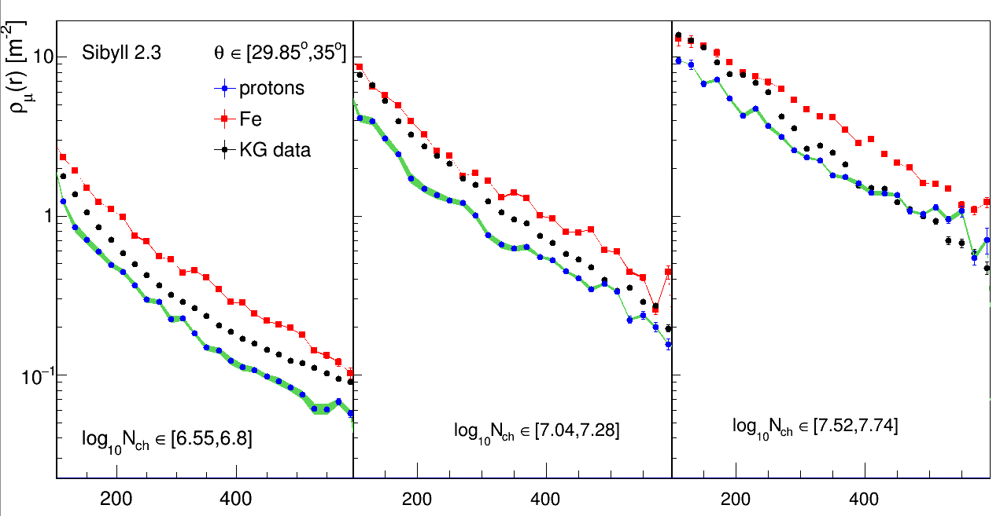 ρμ(r) [m⁻²]
Sibyll 2.3 θ ∈ [29.85°,35°]
protons
Fe
KG data
10
1
10⁻¹
log₁₀Nch ∈ [6.55,6.8]
log₁₀Nch ∈ [7.04,7.28]
log₁₀Nch ∈ [7.52,7.74]
200 400 200 400 200 400